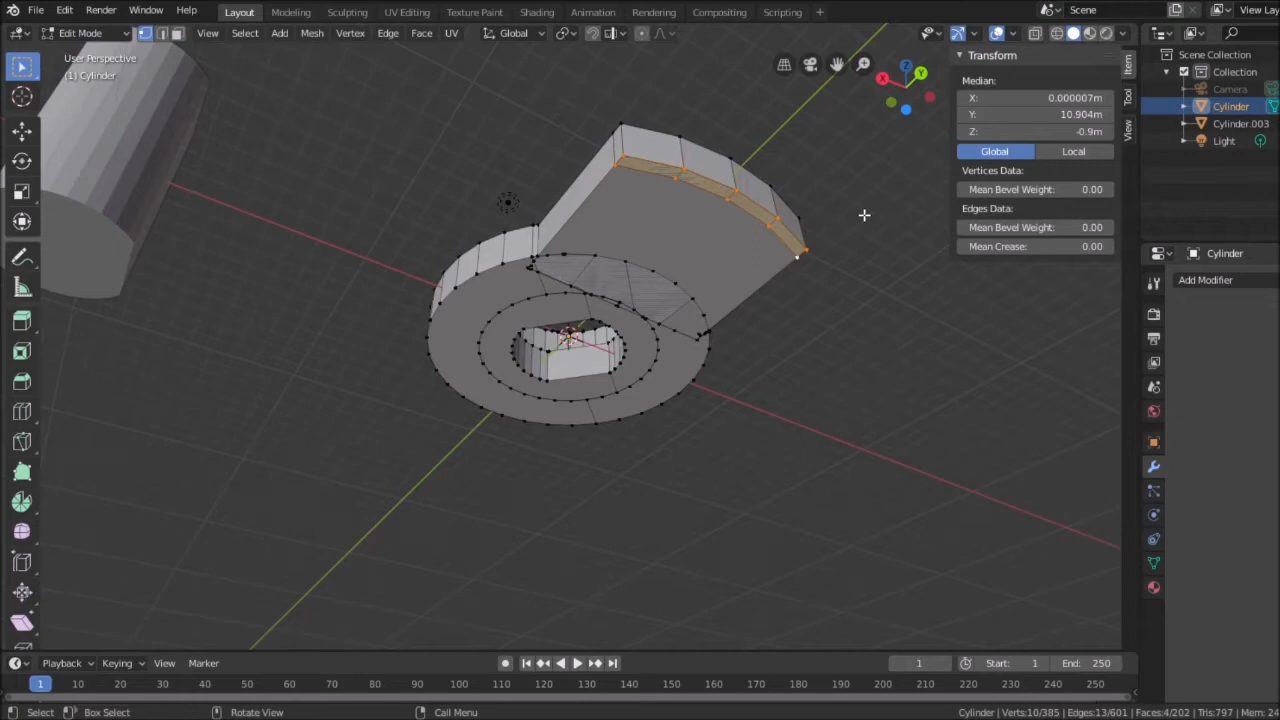 File Edit Render Window Help Layout Modeling Sculpting UV Editing Texture Paint Shading Animation Rendering Compositing Scripting + Scene View Lay
Edit Mode View Select Add Mesh Vertex Edge Face UV Global
User Perspective
(1) Cylinder
X Y Z
Transform
Median:
X: 0.000007m
Y: 10.904m
Z: -0.9m
Global Local
Vertices Data:
Mean Bevel Weight: 0.00
Edges Data:
Mean Bevel Weight: 0.00
Mean Crease: 0.00
Item
Tool
View
Scene Collection
Collection
Camera
Cylinder
Cylinder.003
Light
Cylinder
Add Modifier
Playback Keying View Marker 1 Start: 1 End: 250
1 10 20 30 40 50 60 70 80 90 100 110 120 130 140 150 160 170 180 190 200 210 220 230 240 250
Select Box Select Rotate View Call Menu Cylinder | Verts:10/385 | Edges:13/601 | Faces:4/202 | Tris:797 | Mem: 24